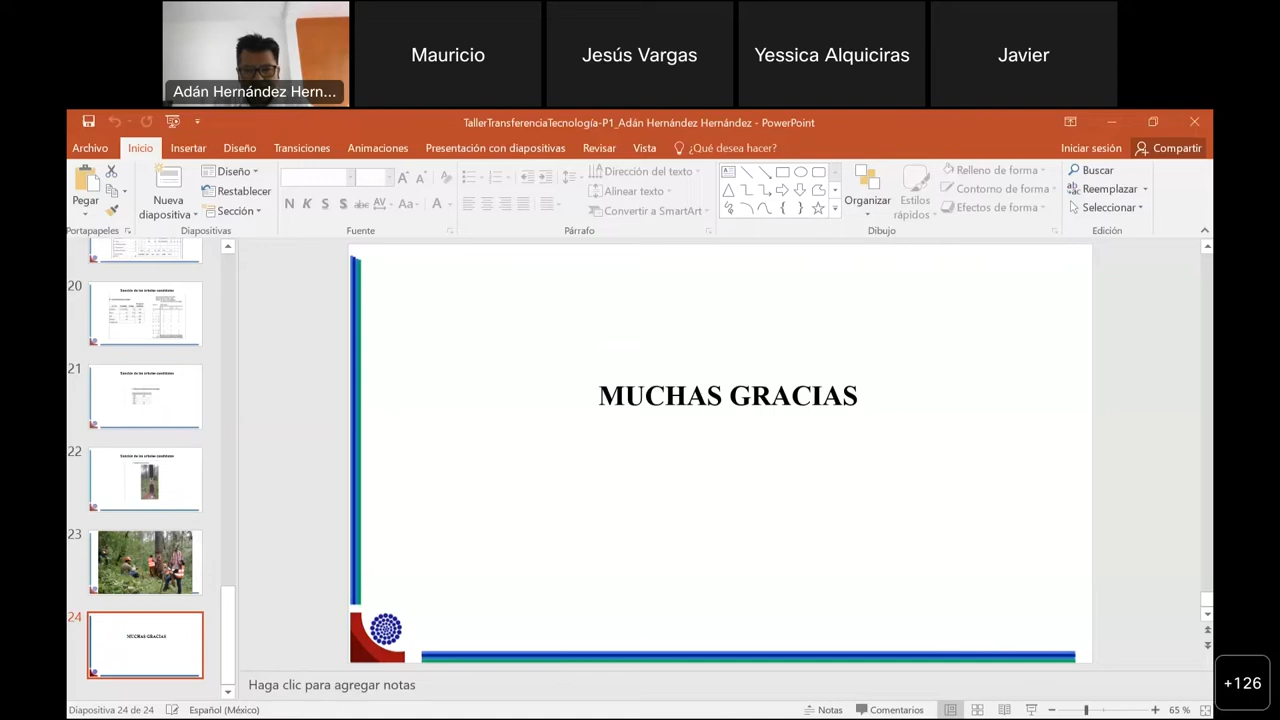 Mauricio
Jesús Vargas
Yessica Alquiciras
Javier
Adán Hernández Hern...
TallerTransferenciaTecnología-P1_Adán Hernández Hernández - PowerPoint
Archivo
Inicio
Insertar
Diseño
Transiciones
Animaciones
Presentación con diapositivas
Revisar
Vista
¿Qué desea hacer?
Iniciar sesión
Compartir
Pegar
Portapapeles
Nueva
diapositiva
Diseño
Restablecer
Sección
Diapositivas
N K S S abc AV Aa A
Fuente
Dirección del texto
Alinear texto
Convertir a SmartArt
Párrafo
Organizar
Estilos
rápidos
Relleno de forma
Contorno de forma
Efectos de forma
Dibujo
Buscar
Reemplazar
Seleccionar
Edición
20
21
22
23
24
MUCHAS GRACIAS
MUCHAS GRACIAS
Haga clic para agregar notas
Diapositiva 24 de 24
Español (México)
Notas
Comentarios
65 %
+126